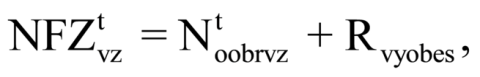 NFZ^t_vz = N^t_oobrvz + R_vyobes,